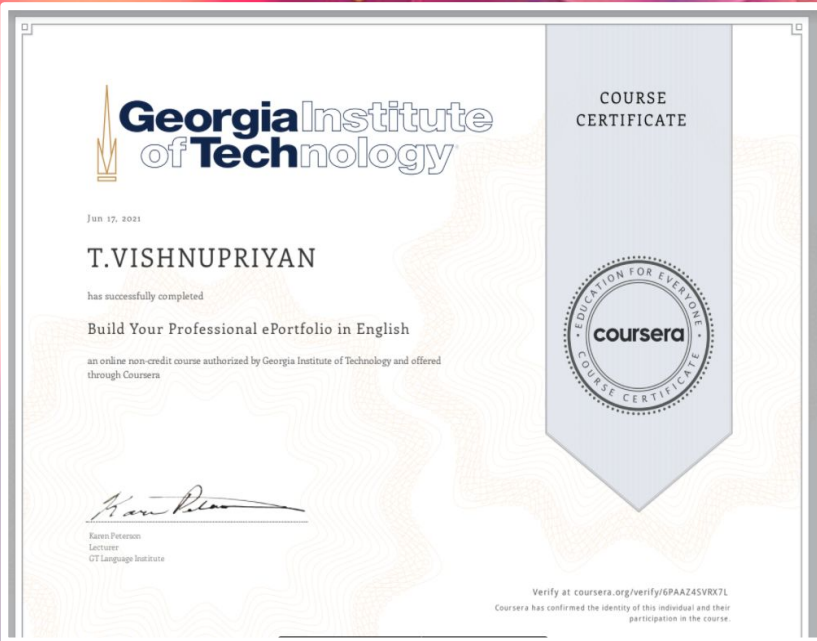 Georgia Institute
of Technology
COURSE
CERTIFICATE
Jun 17, 2021
T.VISHNUPRIYAN
has successfully completed
Build Your Professional ePortfolio in English
an online non-credit course authorized by Georgia Institute of Technology and offered
through Coursera
EDUCATION FOR EVERYONE
coursera
COURSE CERTIFICATE
Karen Peterson
Lecturer
GT Language Institute
Verify at coursera.org/verify/6PAAZ4SVRX7L
Coursera has confirmed the identity of this individual and their
participation in the course.